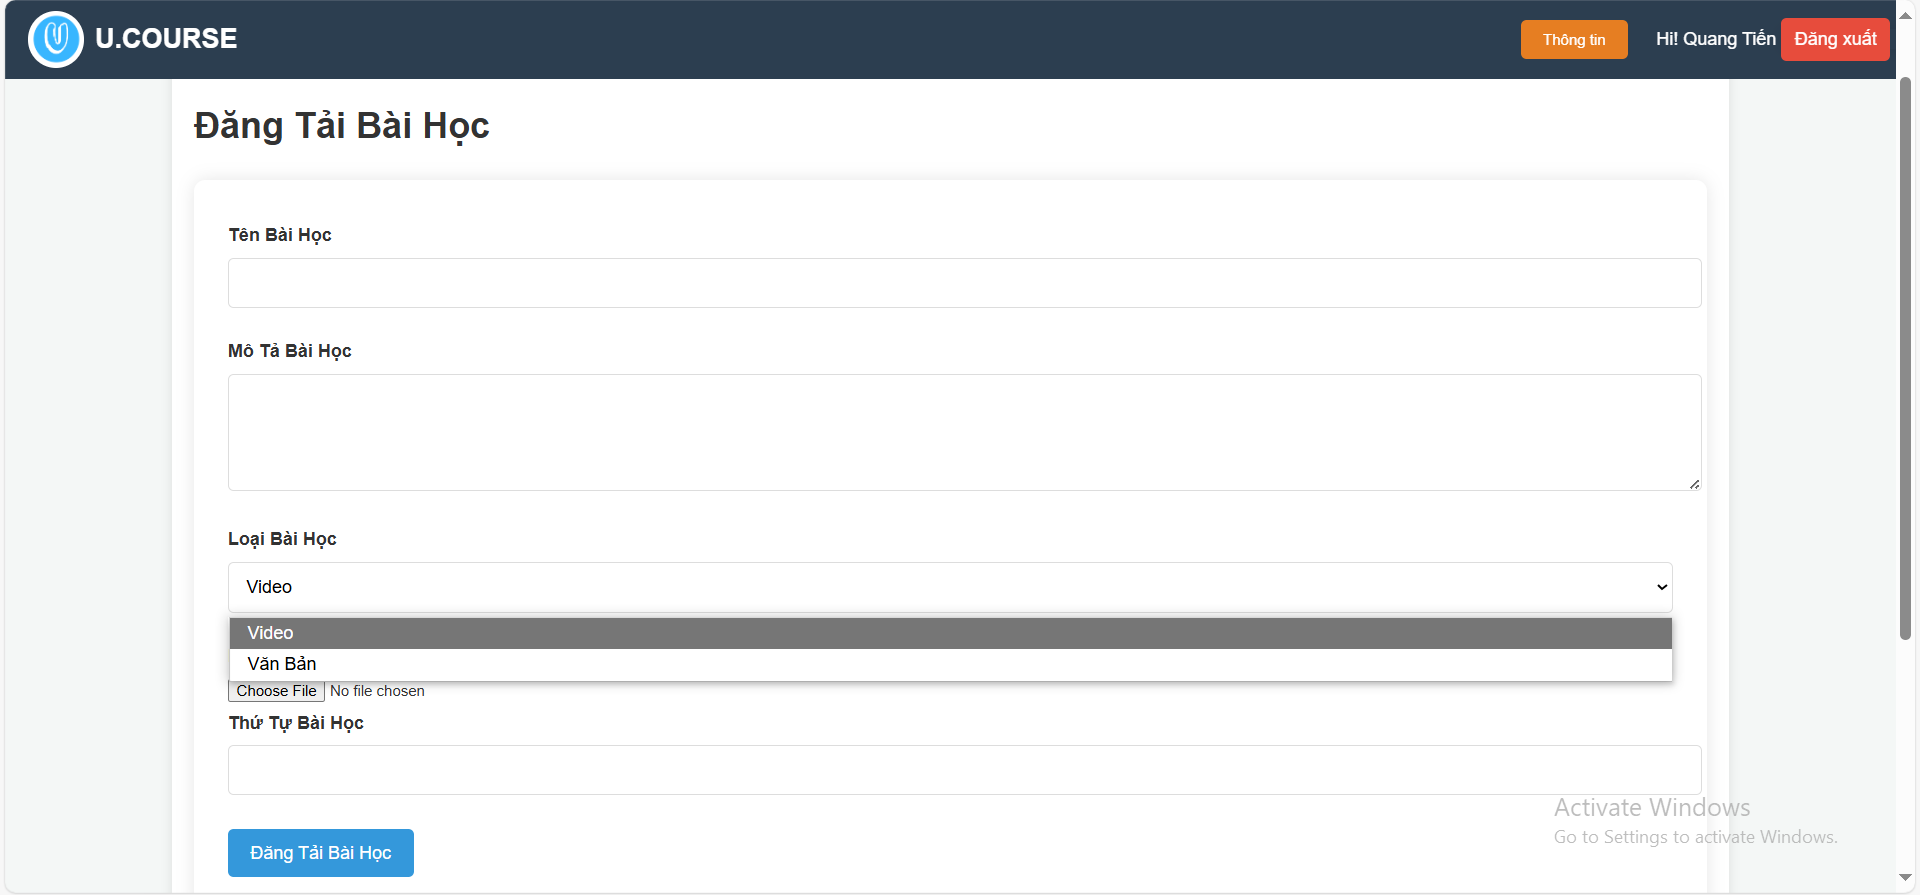 U.COURSE
Thông tin
Hi! Quang Tiến
Đăng xuất
Đăng Tải Bài Học
Tên Bài Học
Mô Tả Bài Học
Loại Bài Học
Video
Video
Văn Bản
Choose File No file chosen
Thứ Tự Bài Học
Activate Windows
Go to Settings to activate Windows.
Đăng Tải Bài Học